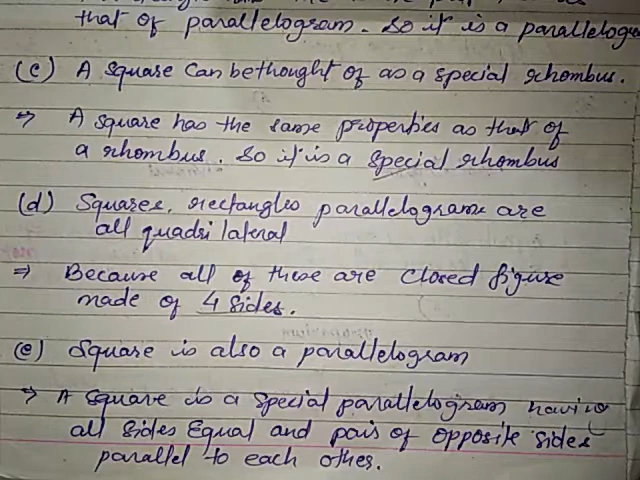 that of parallelogram. So it is a parallelogra
(c) A Square can be thought of as a special rhombus.
⇒ A square has the same properties as that of
a rhombus. So it is a special rhombus
(d) Squares, rectangles parallelograms are
all quadrilateral
⇒ Because all of these are closed figure
made of 4 sides.
(e) Square is also a parallelogram
⇒ A square is a special parallelogram having
all sides Equal and pair of opposite sides
parallel to each other.